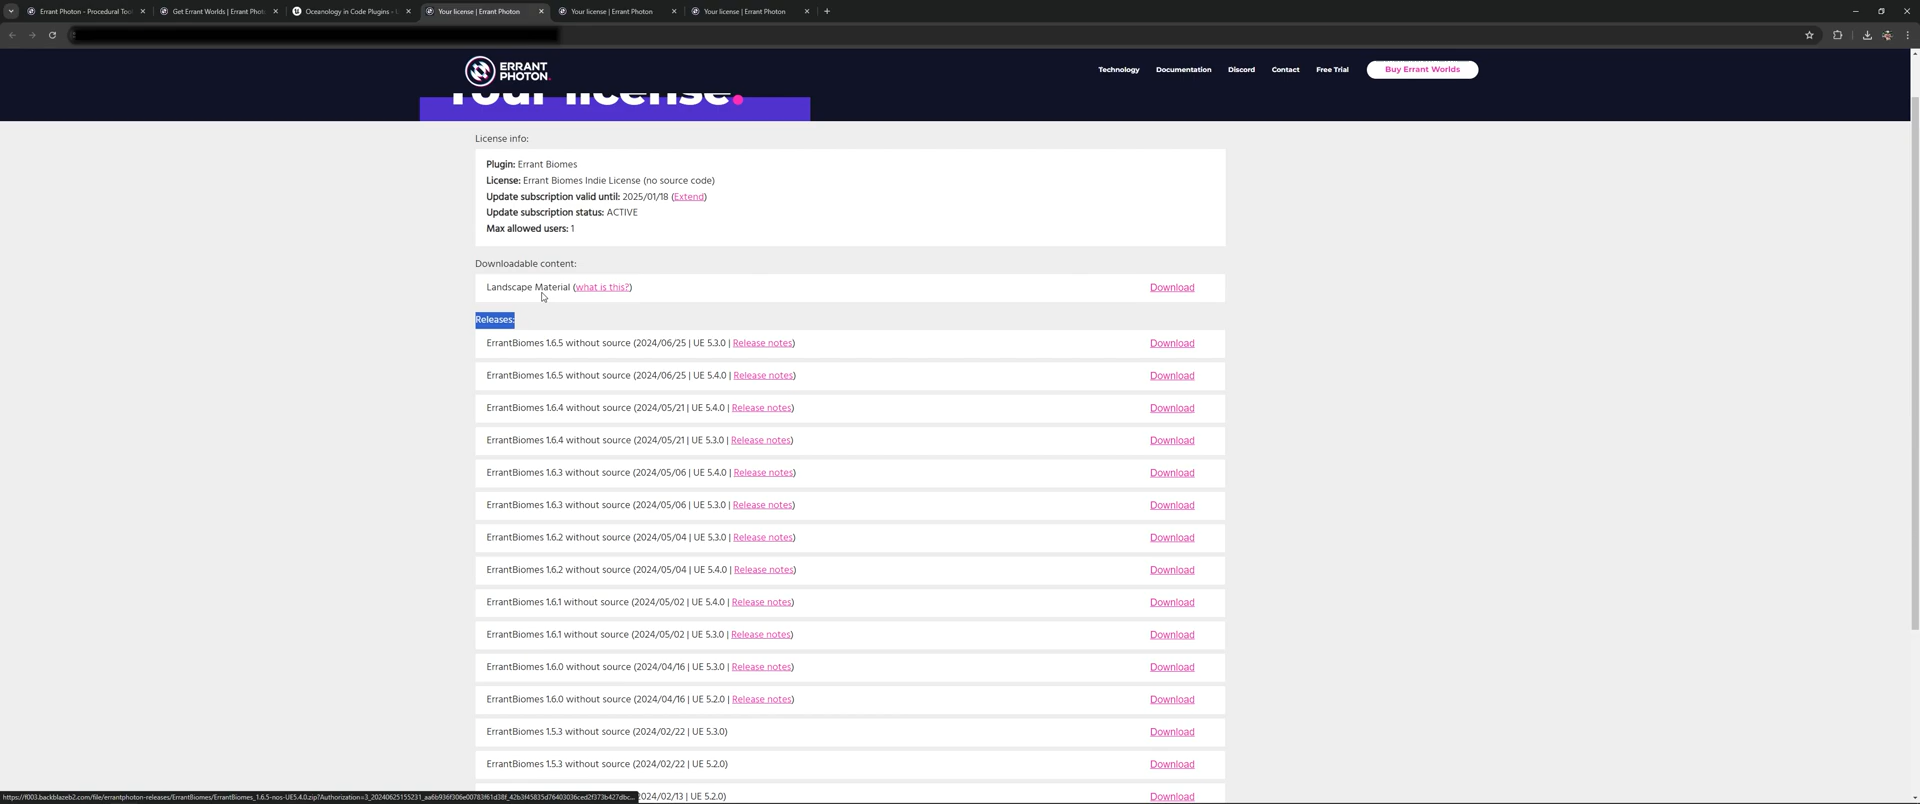 Errant Photon - Procedural Too
Get Errant Worlds | Errant Phot
Oceanology in Code Plugins -
Your license | Errant Photon
Your license | Errant Photon
Your license | Errant Photon
ERRANT
PHOTON.
Technology
Documentation
Discord
Contact
Free Trial
Buy Errant Worlds
Your license.
License info:
Plugin: Errant Biomes
License: Errant Biomes Indie License (no source code)
Update subscription valid until: 2025/01/18 (Extend)
Update subscription status: ACTIVE
Max allowed users: 1
Downloadable content:
Landscape Material (what is this?) Download
Releases:
ErrantBiomes 1.6.5 without source (2024/06/25 | UE 5.3.0 | Release notes) Download
ErrantBiomes 1.6.5 without source (2024/06/25 | UE 5.4.0 | Release notes) Download
ErrantBiomes 1.6.4 without source (2024/05/21 | UE 5.4.0 | Release notes) Download
ErrantBiomes 1.6.4 without source (2024/05/21 | UE 5.3.0 | Release notes) Download
ErrantBiomes 1.6.3 without source (2024/05/06 | UE 5.4.0 | Release notes) Download
ErrantBiomes 1.6.3 without source (2024/05/06 | UE 5.3.0 | Release notes) Download
ErrantBiomes 1.6.2 without source (2024/05/04 | UE 5.3.0 | Release notes) Download
ErrantBiomes 1.6.2 without source (2024/05/04 | UE 5.4.0 | Release notes) Download
ErrantBiomes 1.6.1 without source (2024/05/02 | UE 5.4.0 | Release notes) Download
ErrantBiomes 1.6.1 without source (2024/05/02 | UE 5.3.0 | Release notes) Download
ErrantBiomes 1.6.0 without source (2024/04/16 | UE 5.3.0 | Release notes) Download
ErrantBiomes 1.6.0 without source (2024/04/16 | UE 5.2.0 | Release notes) Download
ErrantBiomes 1.5.3 without source (2024/02/22 | UE 5.3.0) Download
ErrantBiomes 1.5.3 without source (2024/02/22 | UE 5.2.0) Download
2024/02/13 | UE 5.2.0) Download